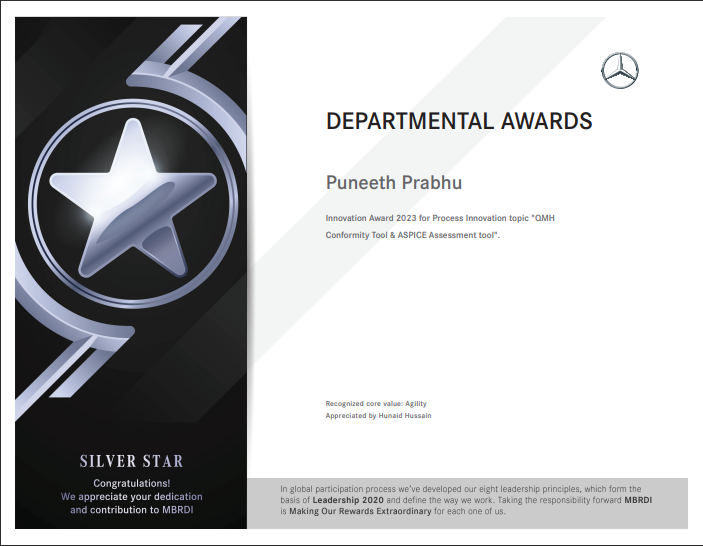 DEPARTMENTAL AWARDS
Puneeth Prabhu
Innovation Award 2023 for Process Innovation topic "QMH
Conformity Tool & ASPICE Assessment tool".
Recognized core value: Agility
Appreciated by Hunaid Hussain
SILVER STAR
Congratulations!
We appreciate your dedication
and contribution to MBRDI
In global participation process we've developed our eight leadership principles, which form the
basis of Leadership 2020 and define the way we work. Taking the responsibility forward MBRDI
is Making Our Rewards Extraordinary for each one of us.